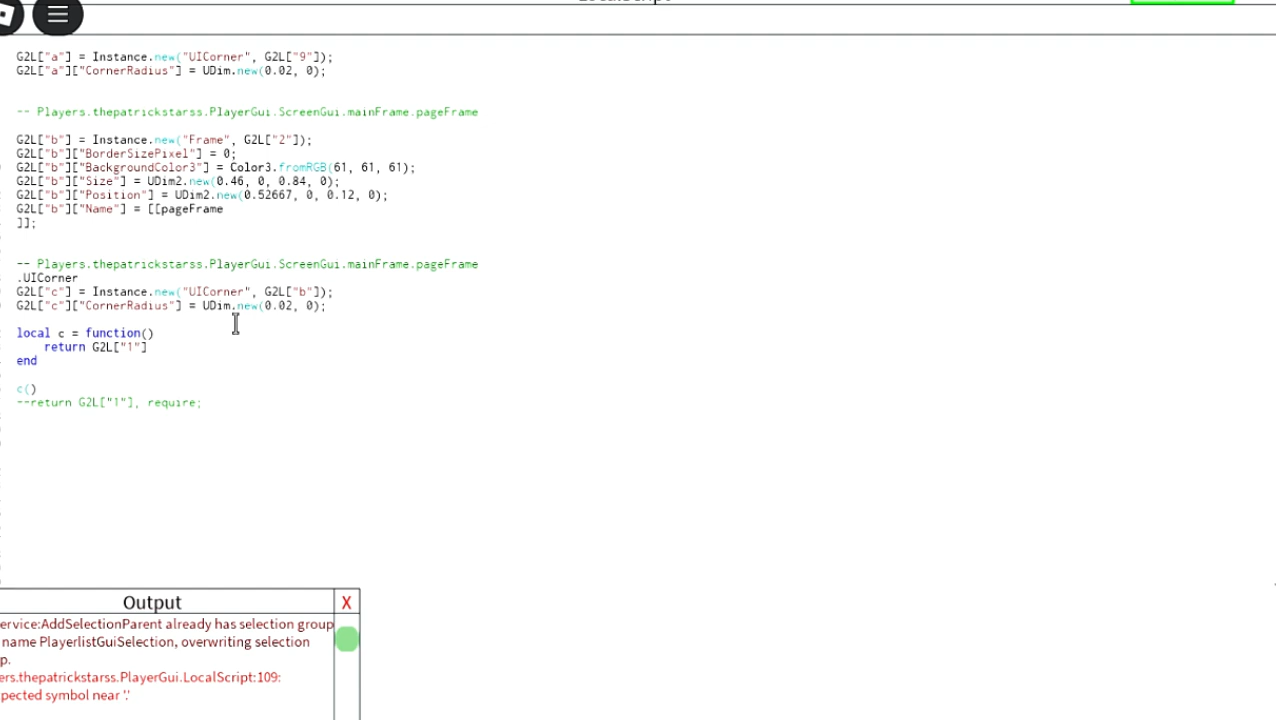 G2L["a"] = Instance.new("UICorner", G2L["9"]);
G2L["a"]["CornerRadius"] = UDim.new(0.02, 0);
-- Players.thepatrickstarss.PlayerGui.ScreenGui.mainFrame.pageFrame
G2L["b"] = Instance.new("Frame", G2L["2"]);
G2L["b"]["BorderSizePixel"] = 0;
G2L["b"]["BackgroundColor3"] = Color3.fromRGB(61, 61, 61);
G2L["b"]["Size"] = UDim2.new(0.46, 0, 0.84, 0);
G2L["b"]["Position"] = UDim2.new(0.52667, 0, 0.12, 0);
G2L["b"]["Name"] = [[pageFrame
]];
-- Players.thepatrickstarss.PlayerGui.ScreenGui.mainFrame.pageFrame
.UICorner
G2L["c"] = Instance.new("UICorner", G2L["b"]);
G2L["c"]["CornerRadius"] = UDim.new(0.02, 0);
local c = function()
    return G2L["1"]
end
c()
--return G2L["1"], require;
Output X
ervice:AddSelectionParent already has selection group
name PlayerlistGuiSelection, overwriting selection
p.
ers.thepatrickstarss.PlayerGui.LocalScript:109:
pected symbol near '.'